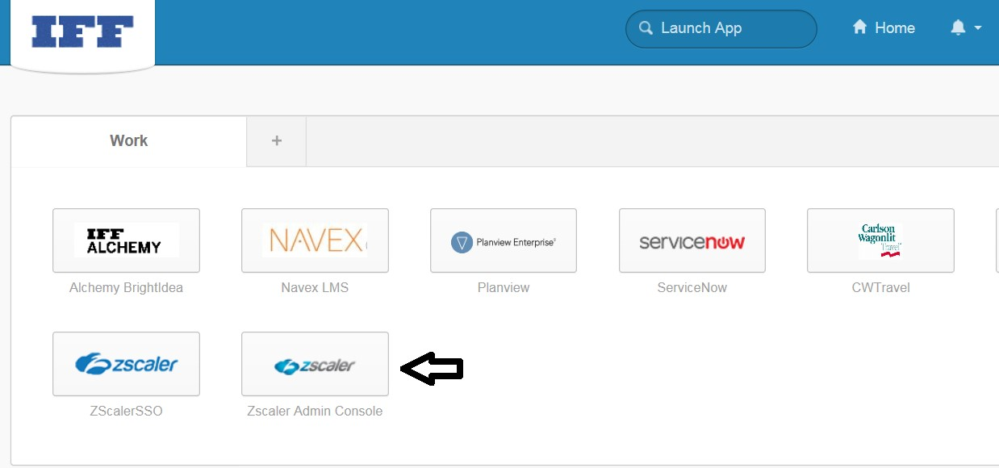 IFF
Launch App
Home
Work
+
IFF
ALCHEMY
NAVEX
Planview Enterprise®
servicenow
Carlson
Wagonlit
Travel
Alchemy BrightIdea
Navex LMS
Planview
ServiceNow
CWTravel
zscaler
zscaler
ZScalerSSO
Zscaler Admin Console